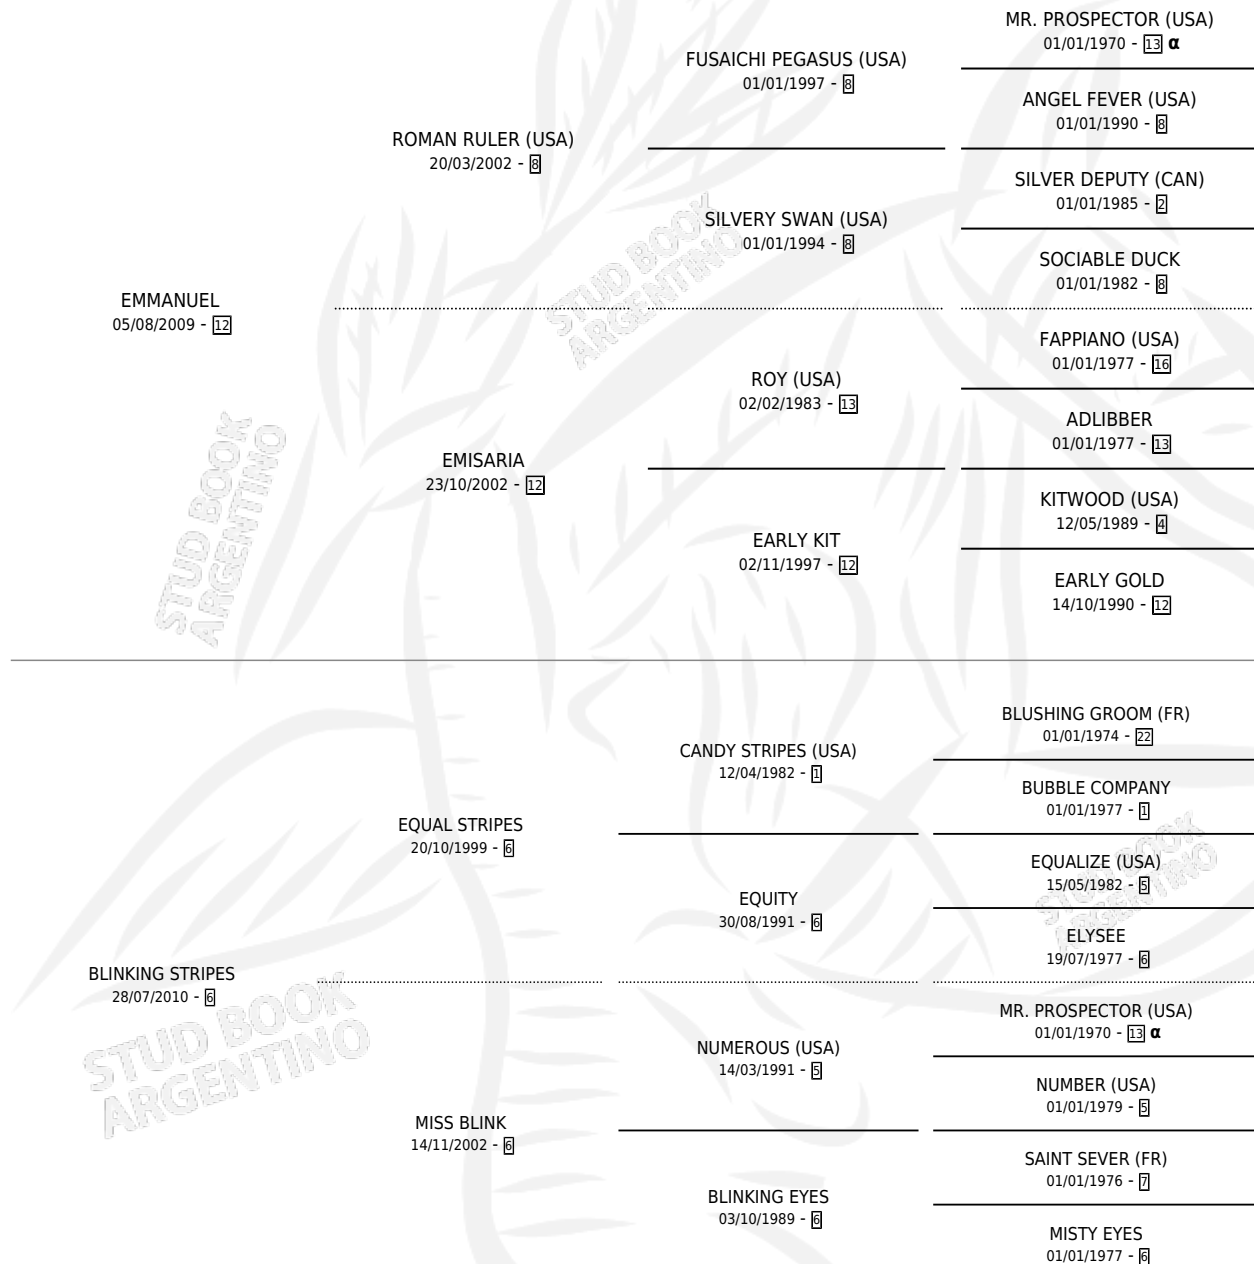 MR. PROSPECTOR (USA)
01/01/1970 - 13 α
FUSAICHI PEGASUS (USA)
01/01/1997 - 8
ANGEL FEVER (USA)
01/01/1990 - 8
ROMAN RULER (USA)
20/03/2002 - 8
SILVER DEPUTY (CAN)
01/01/1985 - 2
SILVERY SWAN (USA)
01/01/1994 - 8
SOCIABLE DUCK
01/01/1982 - 8
EMMANUEL
05/08/2009 - 12
FAPPIANO (USA)
01/01/1977 - 16
ROY (USA)
02/02/1983 - 13
ADLIBBER
01/01/1977 - 13
EMISARIA
23/10/2002 - 12
KITWOOD (USA)
12/05/1989 - 4
EARLY KIT
02/11/1997 - 12
EARLY GOLD
14/10/1990 - 12
BLUSHING GROOM (FR)
01/01/1974 - 22
CANDY STRIPES (USA)
12/04/1982 - 1
BUBBLE COMPANY
01/01/1977 - 1
EQUAL STRIPES
20/10/1999 - 6
EQUALIZE (USA)
15/05/1982 - 5
EQUITY
30/08/1991 - 6
ELYSEE
19/07/1977 - 6
BLINKING STRIPES
28/07/2010 - 6
MR. PROSPECTOR (USA)
01/01/1970 - 13 α
NUMEROUS (USA)
14/03/1991 - 5
NUMBER (USA)
01/01/1979 - 5
MISS BLINK
14/11/2002 - 6
SAINT SEVER (FR)
01/01/1976 - 7
BLINKING EYES
03/10/1989 - 6
MISTY EYES
01/01/1977 - 6
STUD BOOK
ARGENTINO
STUD BOOK
ARGENTINO
STUD BOOK
ARGENTINO
STUD BOOK
ARGENTINO